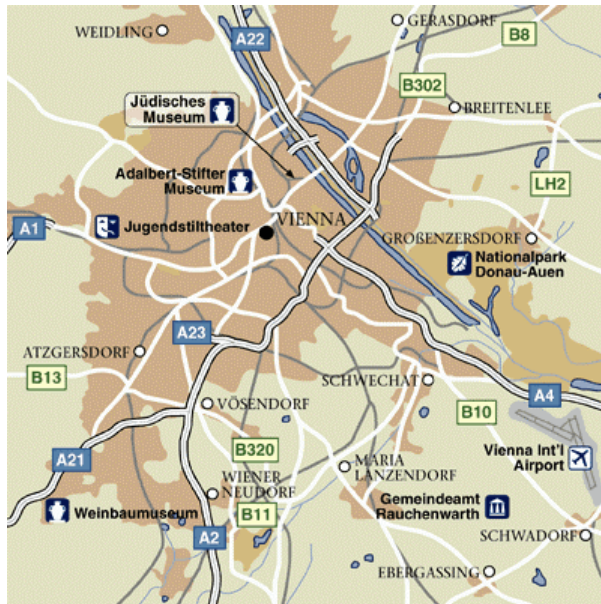 GERASDORF
WEIDLING
B8
A22
B302
Jüdisches
Museum
BREITENLEE
Adalbert-Stifter
Museum
LH2
A1
Jugendstiltheater
VIENNA
GROßENZERSDORF
Nationalpark
Donau-Auen
A23
ATZGERSDORF
B13
SCHWECHAT
A4
VÖSENDORF
B10
B320
A21
Vienna Int'l
Airport
MARIA
LANZENDORF
WIENER
NEUDORF
Gemeindeamt
Rauchenwarth
Weinbaumuseum
B11
A2
SCHWADORF
EBERGASSING